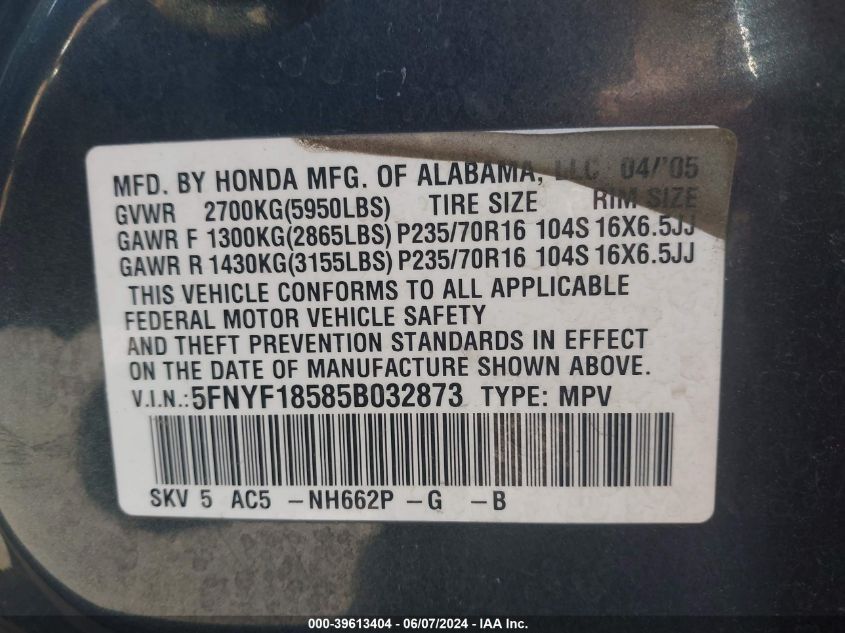 MFD. BY HONDA MFG. OF ALABAMA, LLC 04/'05
GVWR 2700KG(5950LBS) TIRE SIZE RIM SIZE
GAWR F 1300KG(2865LBS) P235/70R16 104S 16X6.5JJ
GAWR R 1430KG(3155LBS) P235/70R16 104S 16X6.5JJ
THIS VEHICLE CONFORMS TO ALL APPLICABLE
FEDERAL MOTOR VEHICLE SAFETY
AND THEFT PREVENTION STANDARDS IN EFFECT
ON THE DATE OF MANUFACTURE SHOWN ABOVE.
V.I.N.: 5FNYF18585B032873 TYPE: MPV
SKV 5 AC5 -NH662P -G -B
000-39613404 - 06/07/2024 - IAA Inc.